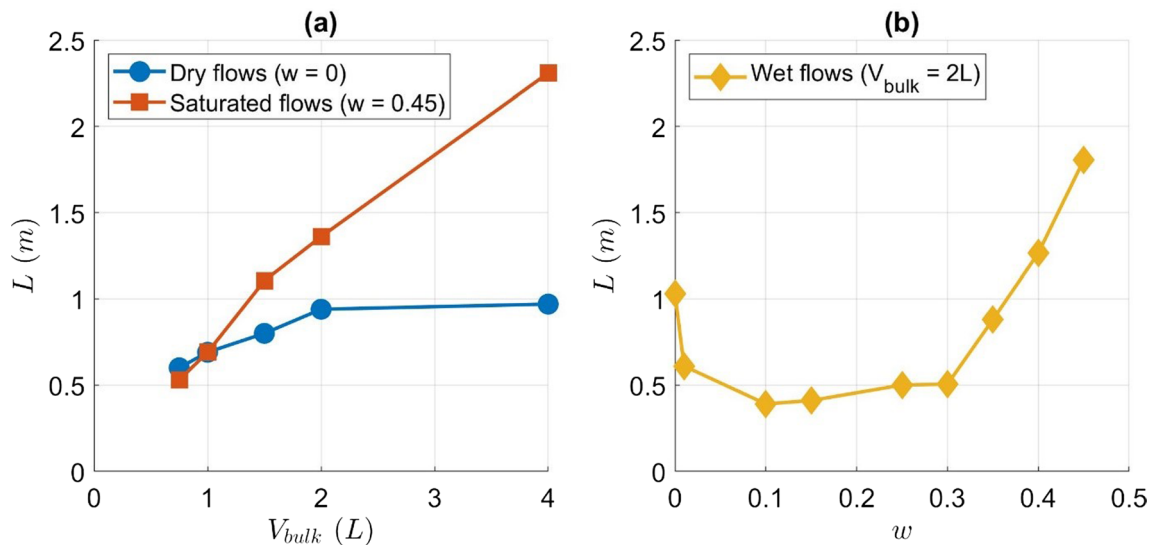 (a)
2.5
2
1.5
1
0.5
0
L (m)
Dry flows (w = 0)
Saturated flows (w = 0.45)
0 1 2 3 4
V_bulk (L)
(b)
2.5
2
1.5
1
0.5
0
L (m)
Wet flows (V_bulk = 2L)
0 0.1 0.2 0.3 0.4 0.5
w